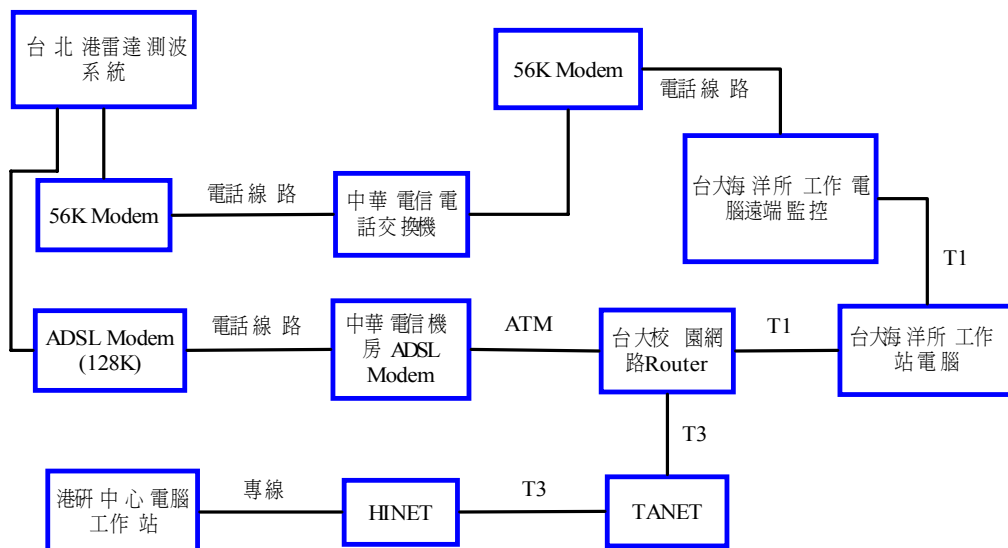 台北港雷達測波
系統
56K Modem
電話線路
56K Modem
電話線路
中華電信電
話交換機
台大海洋所工作電
腦遠端監控
T1
ADSL Modem
(128K)
電話線路
中華電信機
房 ADSL
Modem
ATM
台大校園網
路Router
T1
台大海洋所工作
站電腦
T3
港研中心電腦
工作站
專線
HINET
T3
TANET